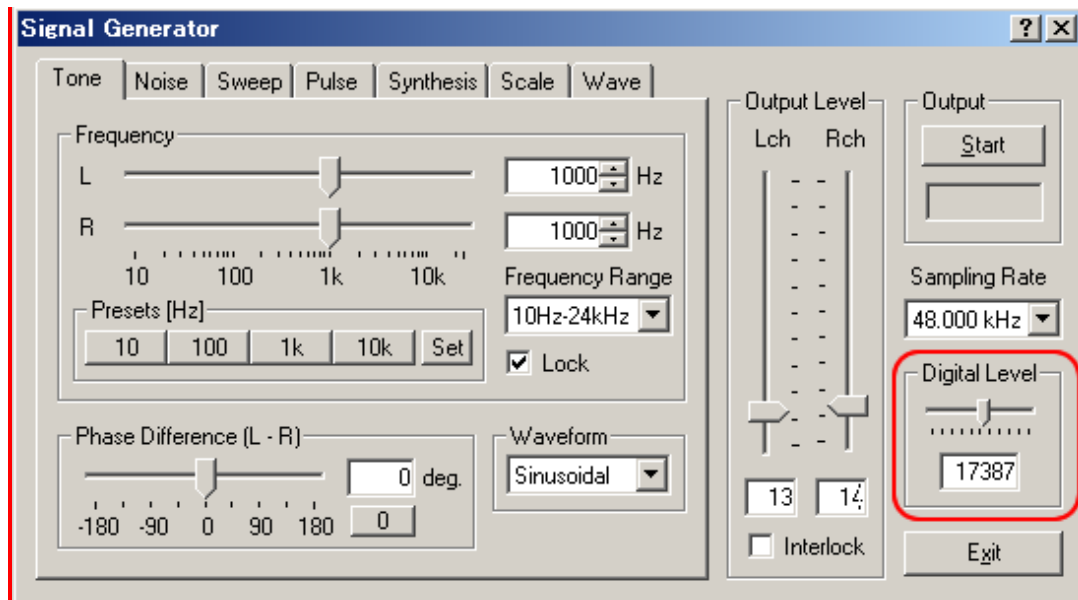 Signal Generator
Tone Noise Sweep Pulse Synthesis Scale Wave
Frequency
L 1000 Hz
R 1000 Hz
10 100 1k 10k
Frequency Range
10Hz-24kHz
Lock
Presets [Hz]
10 100 1k 10k Set
Phase Difference (L - R)
0 deg.
-180 -90 0 90 180 0
Waveform
Sinusoidal
Output Level
Lch Rch
13 14
Interlock
Output
Start
Sampling Rate
48.000 kHz
Digital Level
17387
Exit